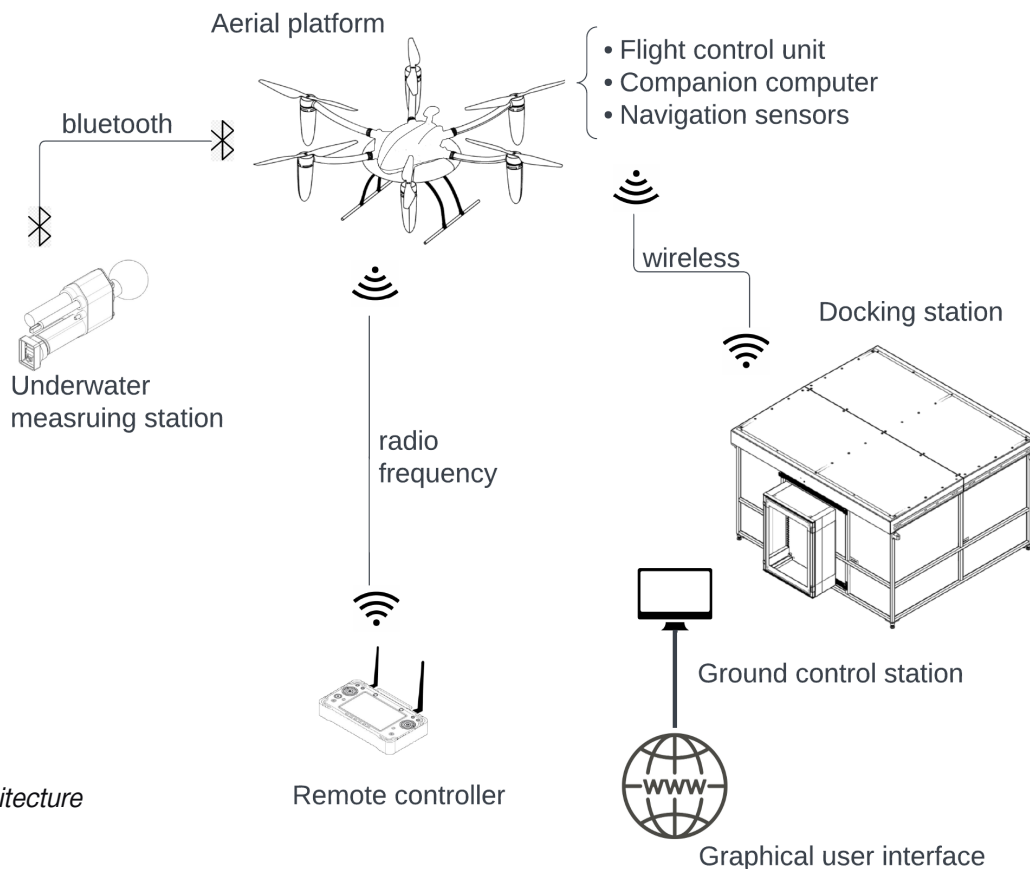 Aerial platform
• Flight control unit
• Companion computer
• Navigation sensors
bluetooth
wireless
Docking station
Underwater
measruing station
radio
frequency
Ground control station
WWW
Remote controller
Graphical user interface